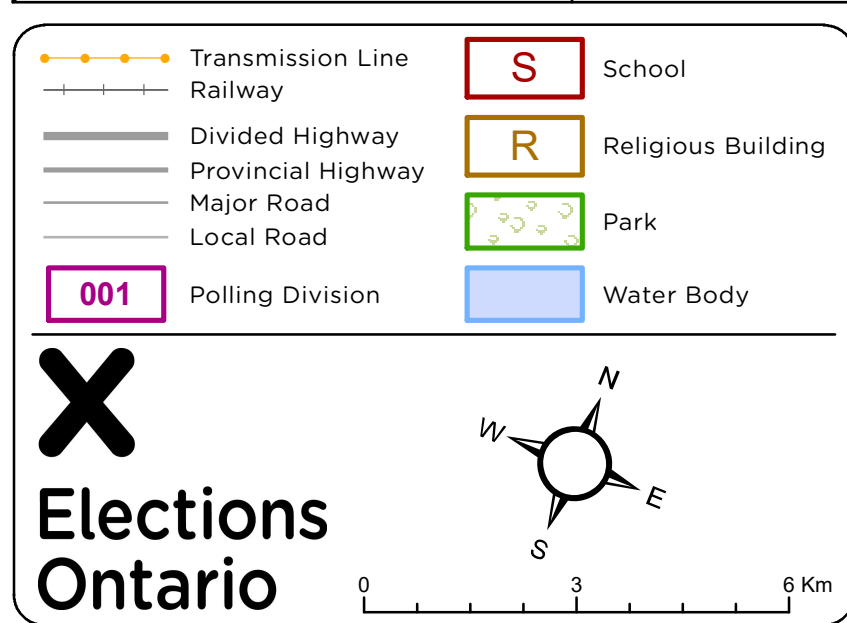 Transmission Line
Railway
Divided Highway
Provincial Highway
Major Road
Local Road
001 Polling Division
S School
R Religious Building
Park
Water Body
N
W
E
S
Elections
Ontario
0 3 6 Km